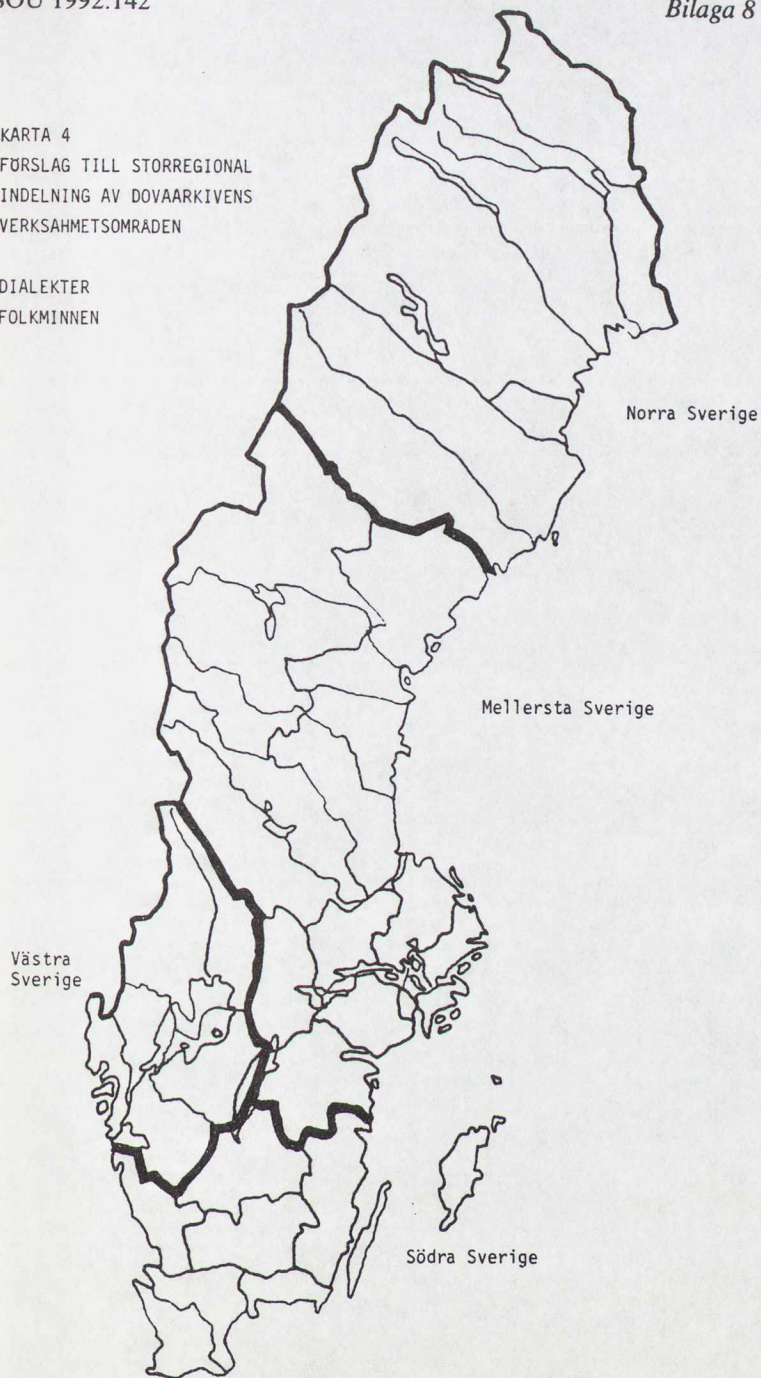 SOU 1992:142
Bilaga 8
KARTA 4
FÖRSLAG TILL STORREGIONAL
INDELNING AV DOVAARKIVENS
VERKSAHMETSOMRÅDEN
DIALEKTER
FOLKMINNEN
Norra Sverige
Mellersta Sverige
Västra
Sverige
Södra Sverige